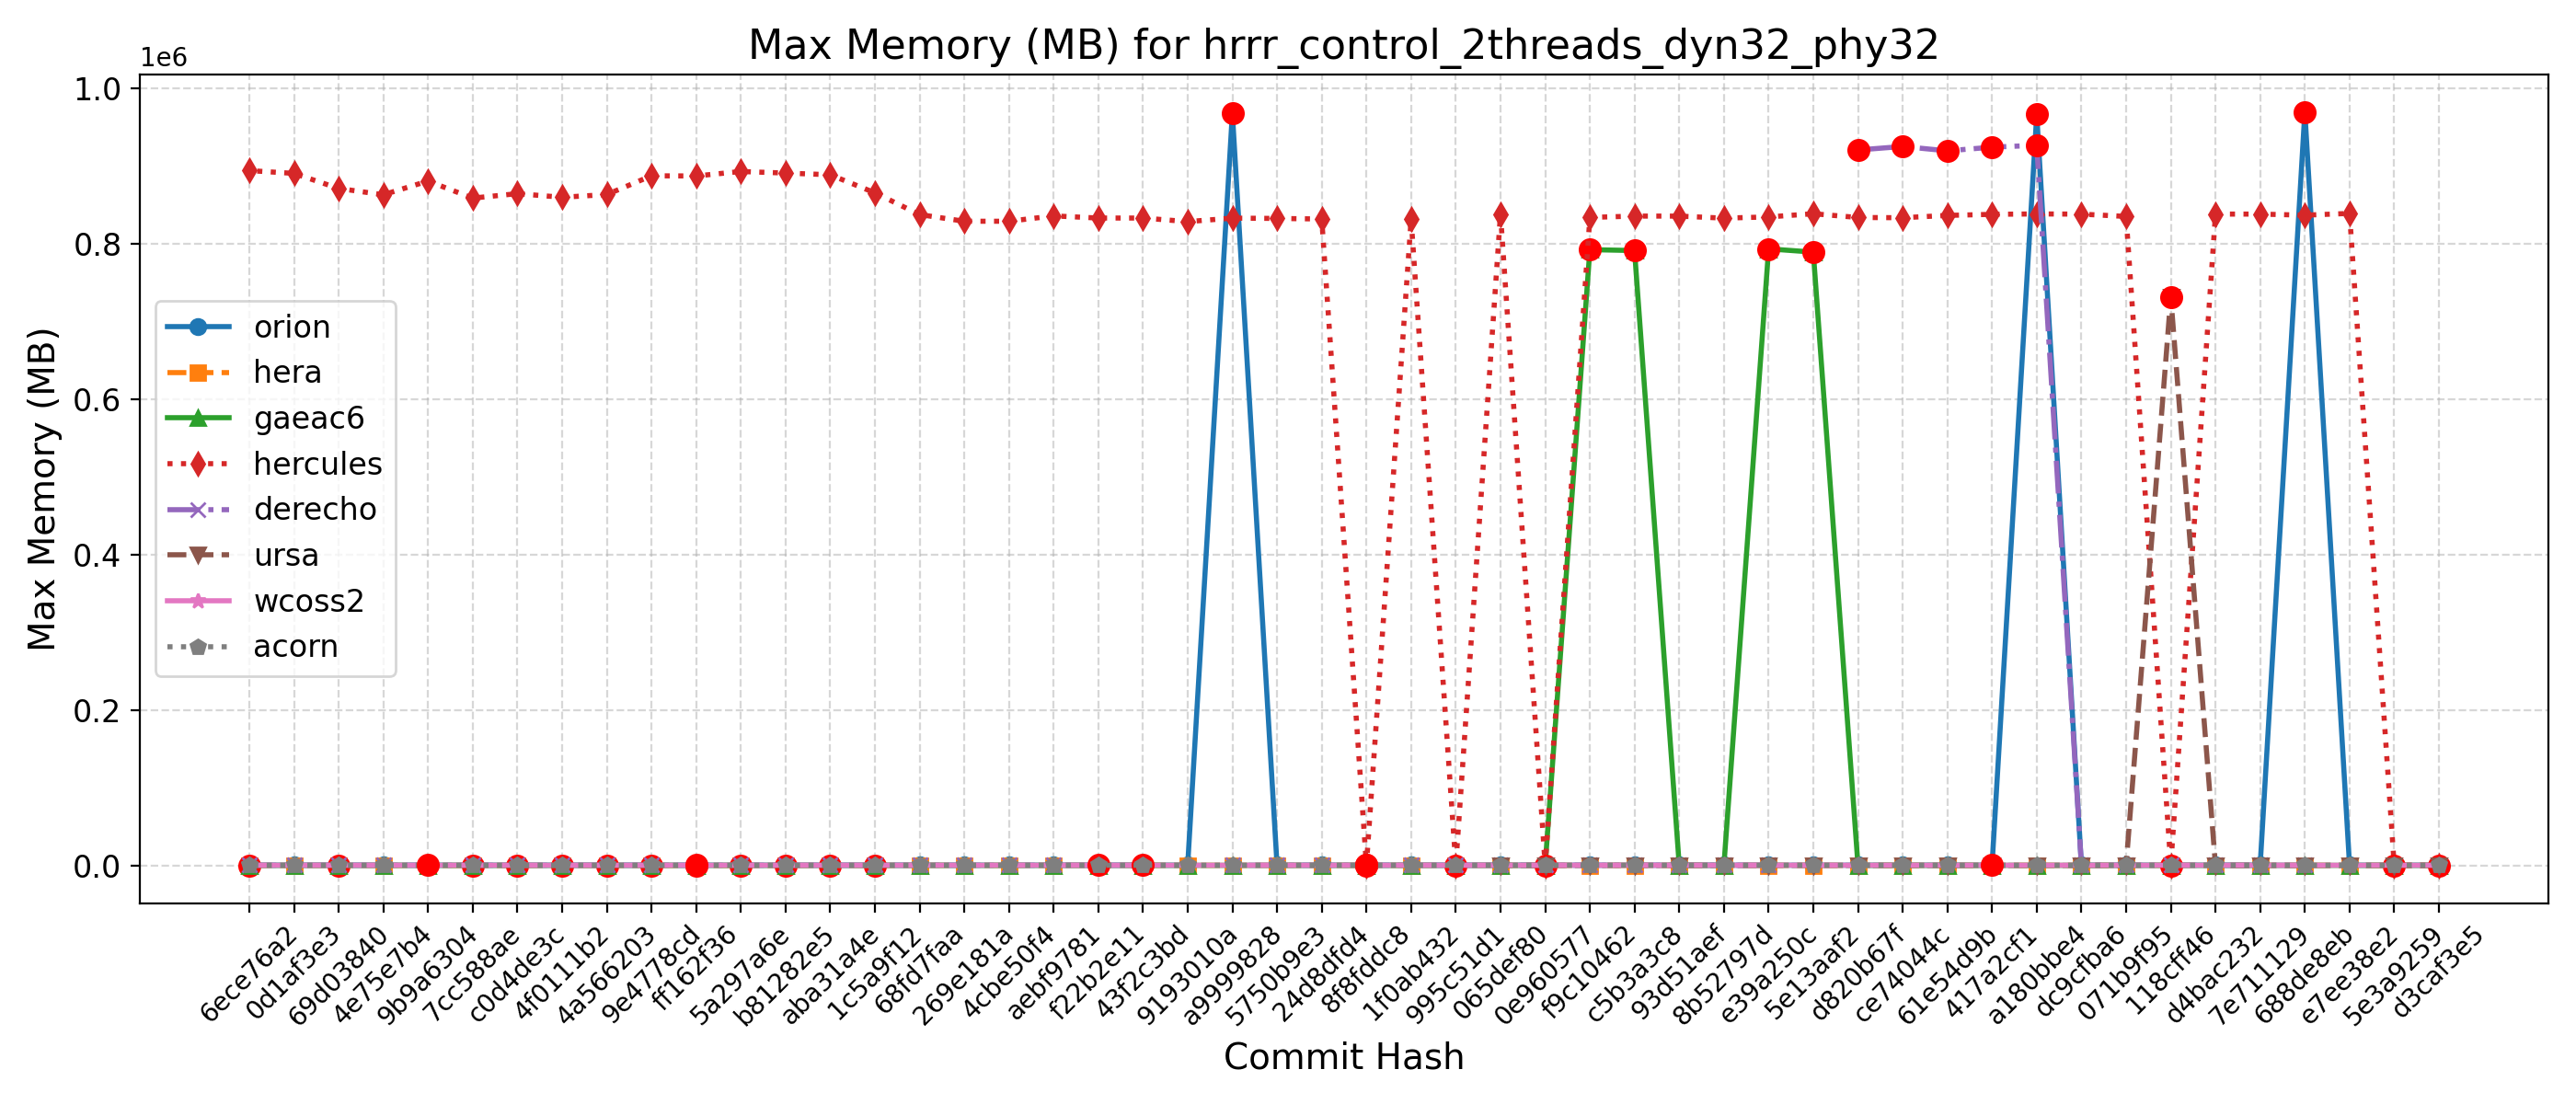 Max Memory (MB) for hrrr_control_2threads_dyn32_phy32
1e6
1.0
0.8
0.6
0.4
0.2
0.0
Max Memory (MB)
orion
hera
gaeac6
hercules
derecho
ursa
wcoss2
acorn
6ece76a2
0d1af3e3
69d03840
4e75e7b4
9b9a6304
7cc588ae
c0d4de3c
4f0111b2
4a566203
9e4778cd
ff162f36
5a297a6e
b81282e5
aba31a4e
1c5a9f12
68fd7faa
269e181a
4cbe50f4
aebf9781
f22b2e11
43f2c3bd
9193010a
a9999828
5750b9e3
24d8dfd4
8f8fddc8
1f0ab432
995c51d1
065def80
0e960577
f9c10462
c5b3a3c8
93d51aef
8b52797d
e39a250c
5e13aaf2
d820b67f
ce74044c
61e54d9b
417a2cf1
a180bbe4
dc9cfba6
071b9f95
118cff46
d4bac232
7e711129
688de8eb
e7ee38e2
5e3a9259
d3caf3e5
Commit Hash